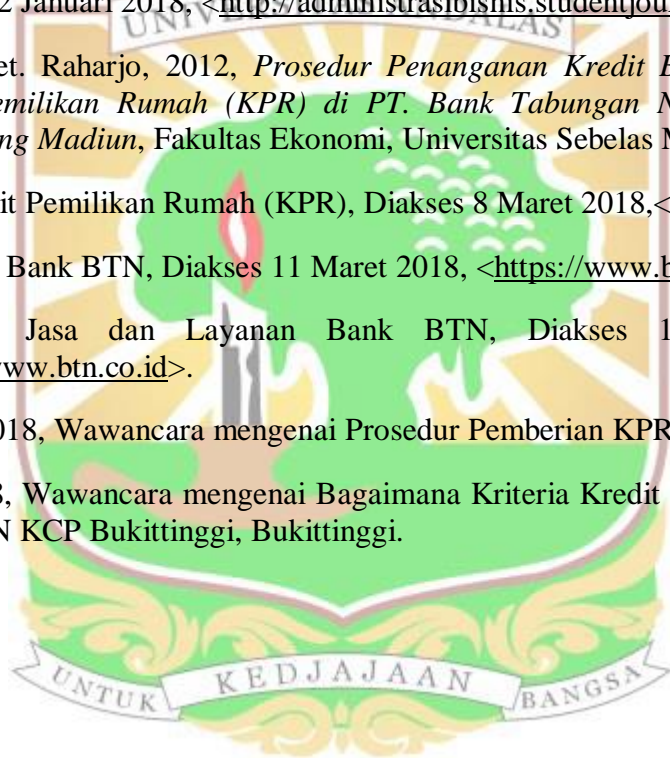 2 Januari 2018, <http://administrasibisnis.studentjou
UNIVERSITAS ANDALAS
et. Raharjo, 2012, Prosedur Penanganan Kredit B
emilikan Rumah (KPR) di PT. Bank Tabungan N
ng Madiun, Fakultas Ekonomi, Universitas Sebelas M
it Pemilikan Rumah (KPR), Diakses 8 Maret 2018,<
Bank BTN, Diakses 11 Maret 2018, <https://www.b
Jasa dan Layanan Bank BTN, Diakses 1
ww.btn.co.id>.
018, Wawancara mengenai Prosedur Pemberian KPR
8, Wawancara mengenai Bagaimana Kriteria Kredit
N KCP Bukittinggi, Bukittinggi.
UNTUK KEDJAJAAN BANGSA